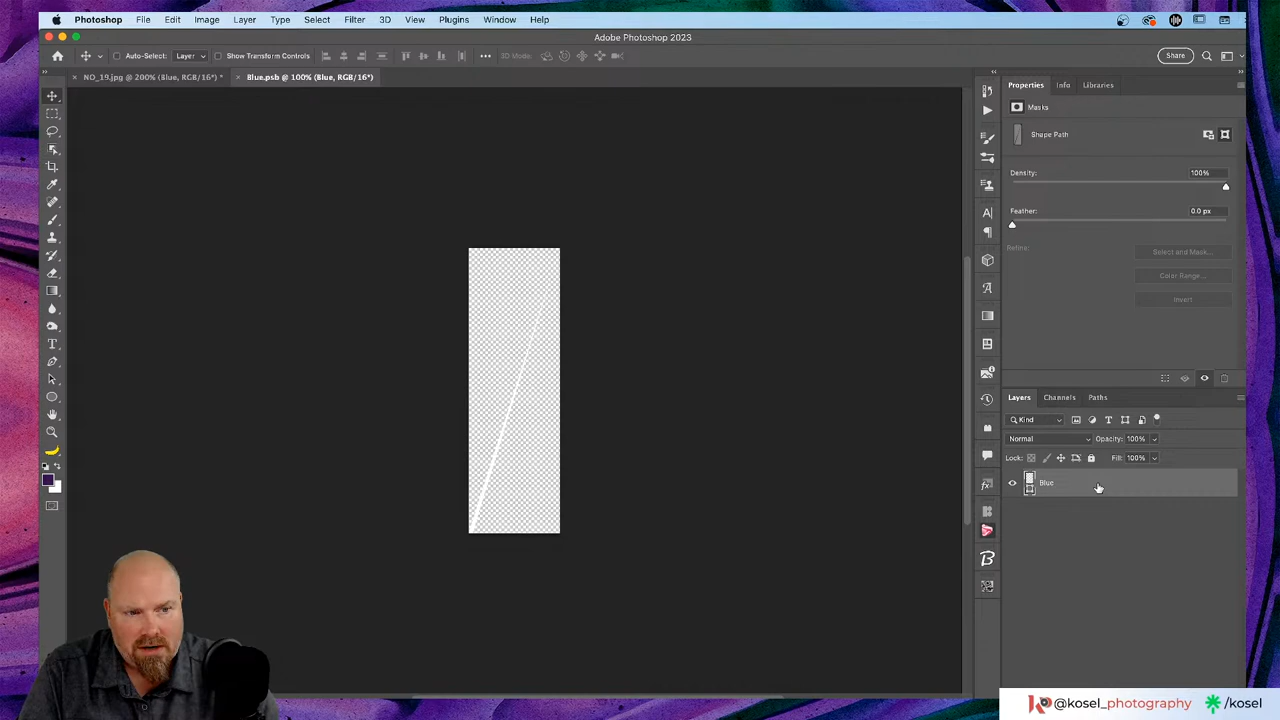 Photoshop File Edit Image Layer Type Select Filter 3D View Plugins Window Help
Adobe Photoshop 2023
Auto-Select: Layer Show Transform Controls 3D Mode: Share
NO_19.jpg @ 200% (Blue, RGB/16*) *
Blue.psb @ 100% (Blue, RGB/16*)
Properties Info Libraries
Masks
Shape Path
Density: 100%
Feather: 0.0 px
Refine: Select and Mask...
Color Range...
Invert
Layers Channels Paths
Kind
Normal Opacity: 100%
Lock: Fill: 100%
Blue
@kosel_photography /kosel